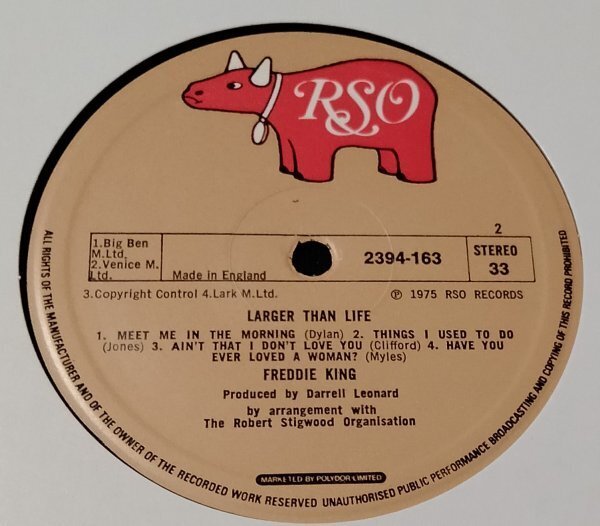 RSO
2
1.Big Ben
M.Ltd,
2.Venice M.
Ltd.
Made in England
2394-163
STEREO
33
3.Copyright Control 4.Lark M.Ltd.
℗ 1975 RSO RECORDS
LARGER THAN LIFE
1. MEET ME IN THE MORNING (Dylan) 2. THINGS I USED TO DO
(Jones) 3. AIN'T THAT I DON'T LOVE YOU (Clifford) 4. HAVE YOU
EVER LOVED A WOMAN? (Myles)
FREDDIE KING
Produced by Darrell Leonard
by arrangement with
The Robert Stigwood Organisation
MARKETED BY POLYDOR LIMITED
ALL RIGHTS OF THE MANUFACTURER AND OF THE OWNER OF THE RECORDED WORK RESERVED UNAUTHORISED PUBLIC PERFORMANCE BROADCASTING AND COPYING OF THIS RECORD PROHIBITED